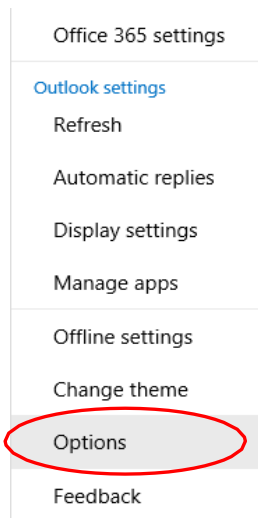 Office 365 settings
Outlook settings
Refresh
Automatic replies
Display settings
Manage apps
Offline settings
Change theme
Options
Feedback